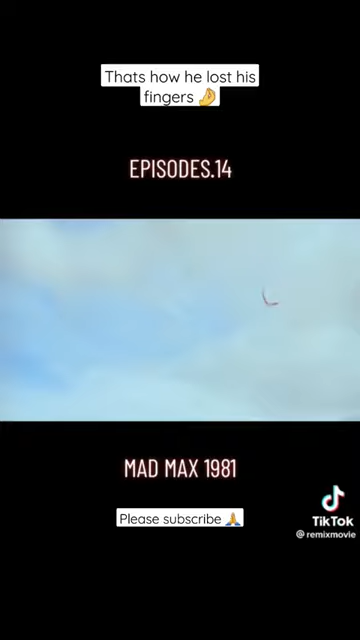 Thats how he lost his
fingers 🤌
EPISODES.14
MAD MAX 1981
Please subscribe 🙏
TikTok
@remixmovie